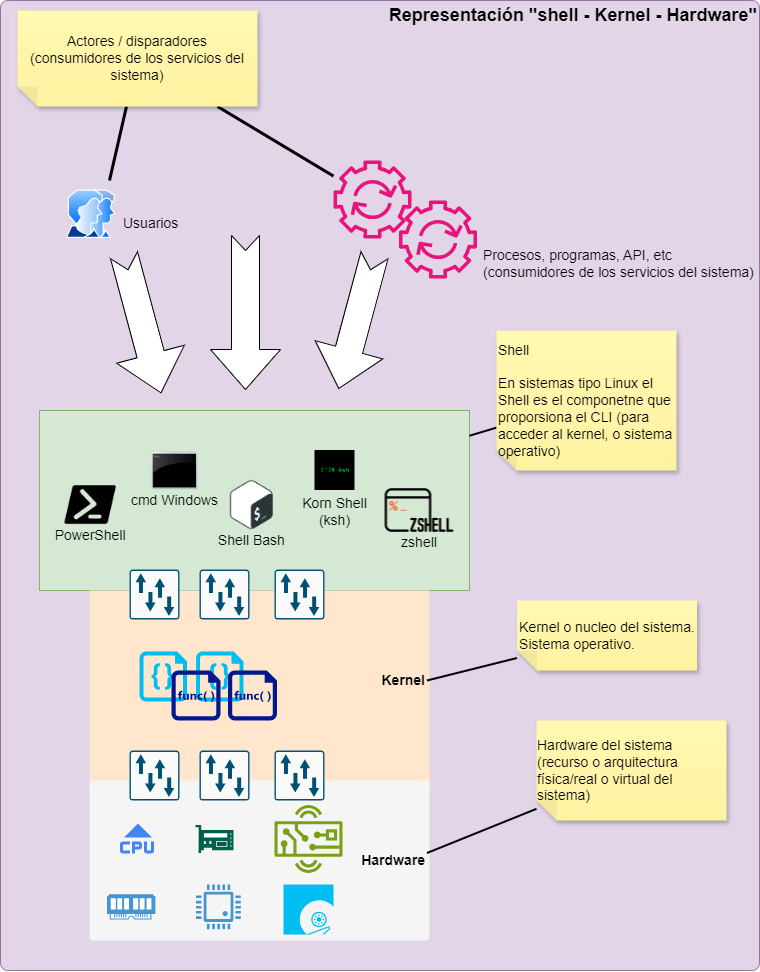 Representación "shell - Kernel - Hardware"
Actores / disparadores
(consumidores de los servicios del
sistema)
Usuarios
Procesos, programas, API, etc
(consumidores de los servicios del sistema)
Shell
En sistemas tipo Linux el
Shell es el componetne que
proporsiona el CLI (para
acceder al kernel, o sistema
operativo)
cmd Windows
PowerShell
$_
Shell Bash
ksh
Korn Shell
(ksh)
%_
ZSHELL
zshell
Kernel o nucleo del sistema.
Sistema operativo.
{ } { }
func( ) func( )
Kernel
Hardware del sistema
(recurso o arquitectura
física/real o virtual del
sistema)
CPU
Hardware